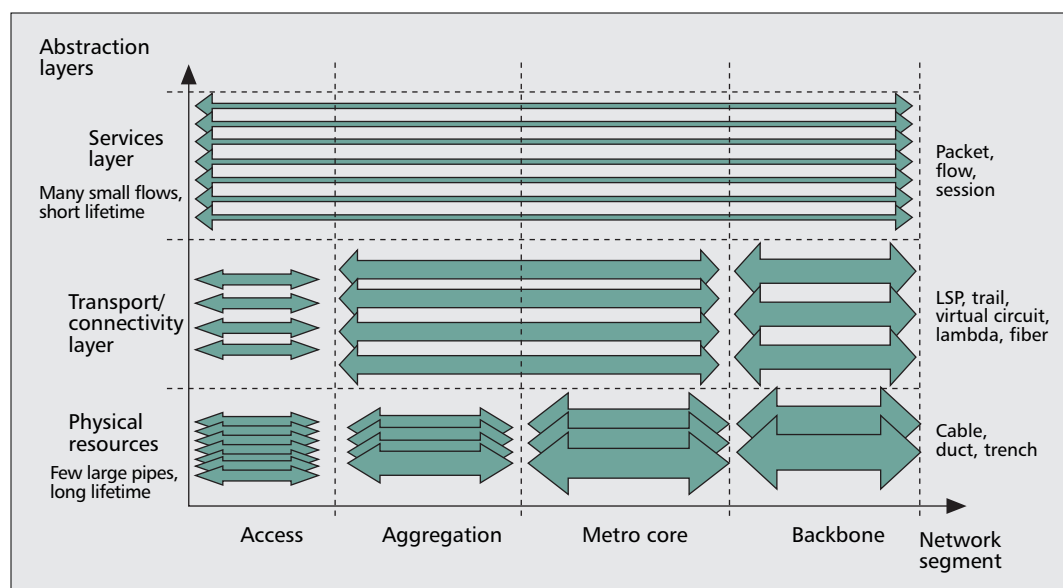 Abstraction
layers
Services
layer
Many small flows,
short lifetime
Packet,
flow,
session
Transport/
connectivity
layer
LSP, trail,
virtual circuit,
lambda, fiber
Physical
resources
Few large pipes,
long lifetime
Cable,
duct, trench
Access
Aggregation
Metro core
Backbone
Network
segment